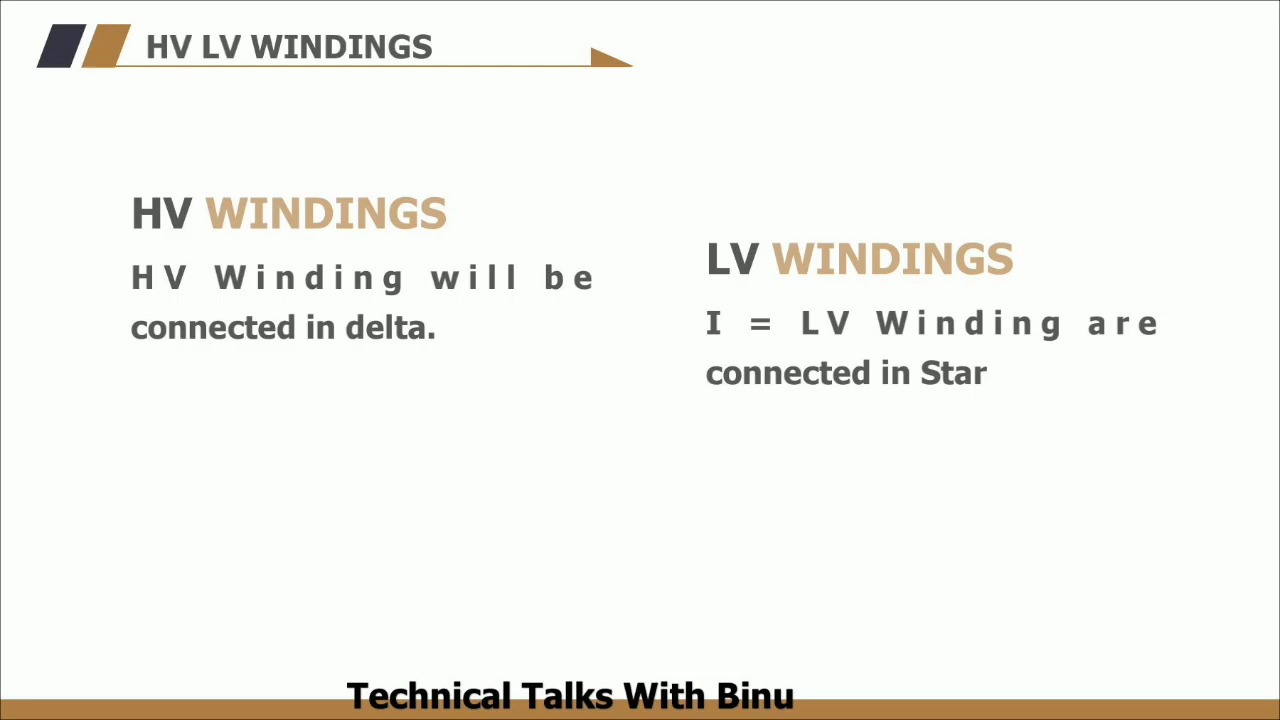 HV LV WINDINGS
HV WINDINGS
HV Winding will be
connected in delta.
LV WINDINGS
I = LV Winding are
connected in Star
Technical Talks With Binu